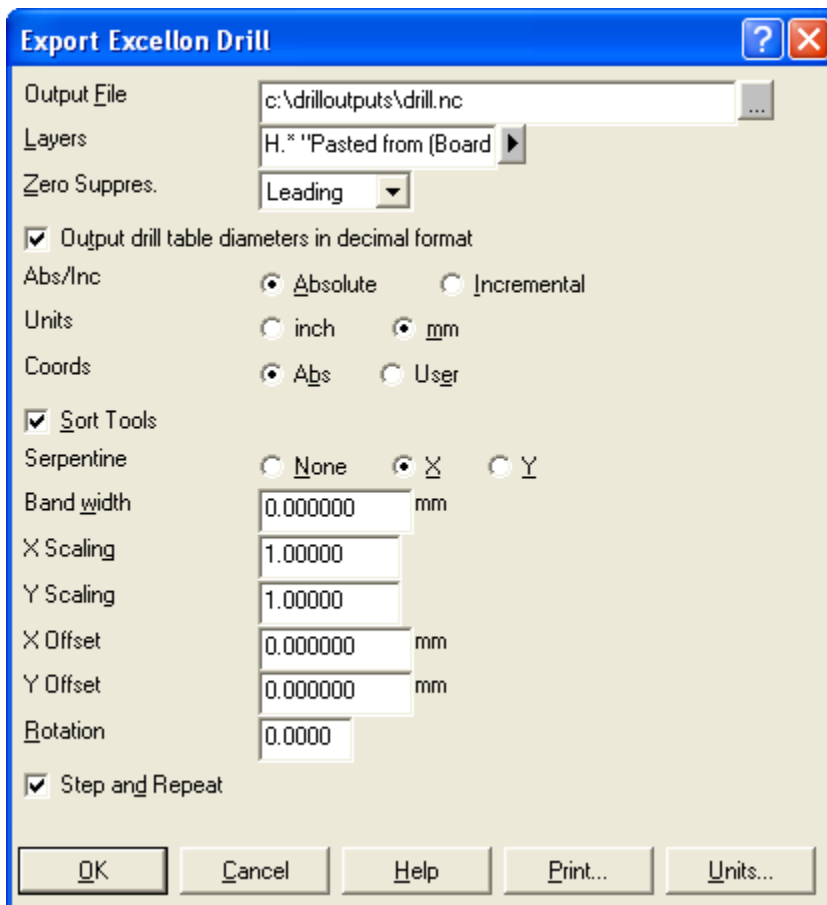 Export Excellon Drill
Output File c:\drilloutputs\drill.nc ...
Layers H.* "Pasted from (Board
Zero Suppres. Leading
Output drill table diameters in decimal format
Abs/Inc Absolute Incremental
Units inch mm
Coords Abs User
Sort Tools
Serpentine None X Y
Band width 0.000000 mm
X Scaling 1.00000
Y Scaling 1.00000
X Offset 0.000000 mm
Y Offset 0.000000 mm
Rotation 0.0000
Step and Repeat
OK Cancel Help Print... Units...